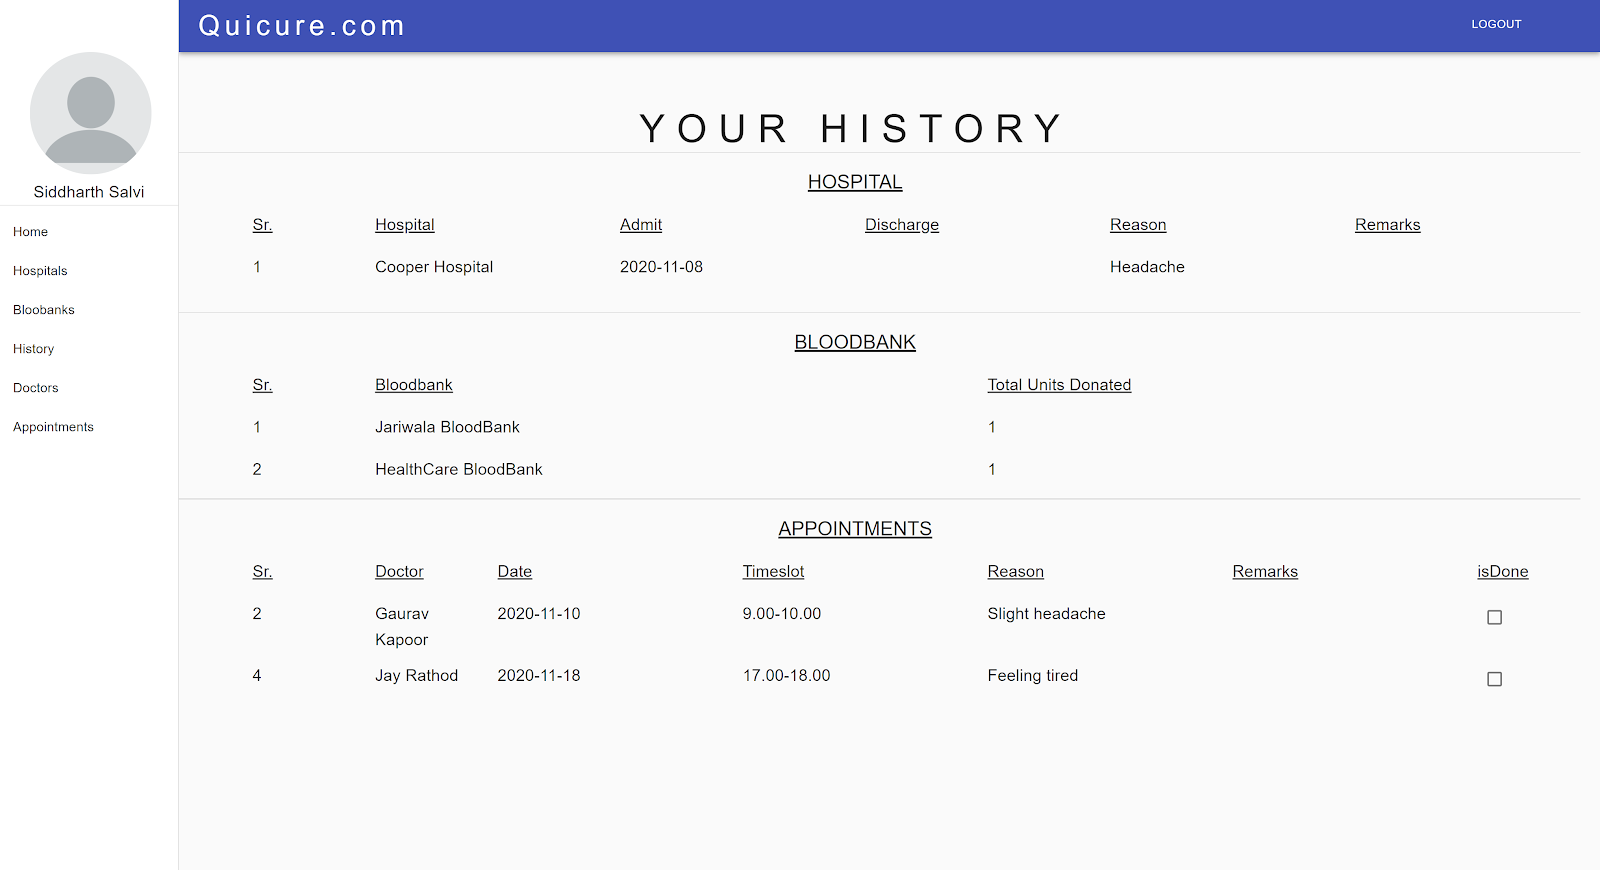 Quicure.com
LOGOUT
Siddharth Salvi
Home
Hospitals
Bloobanks
History
Doctors
Appointments
YOUR HISTORY
HOSPITAL
Sr. Hospital Admit Discharge Reason Remarks
1 Cooper Hospital 2020-11-08 Headache
BLOODBANK
Sr. Bloodbank Total Units Donated
1 Jariwala BloodBank 1
2 HealthCare BloodBank 1
APPOINTMENTS
Sr. Doctor Date Timeslot Reason Remarks isDone
2 Gaurav 2020-11-10 9.00-10.00 Slight headache
Kapoor
4 Jay Rathod 2020-11-18 17.00-18.00 Feeling tired